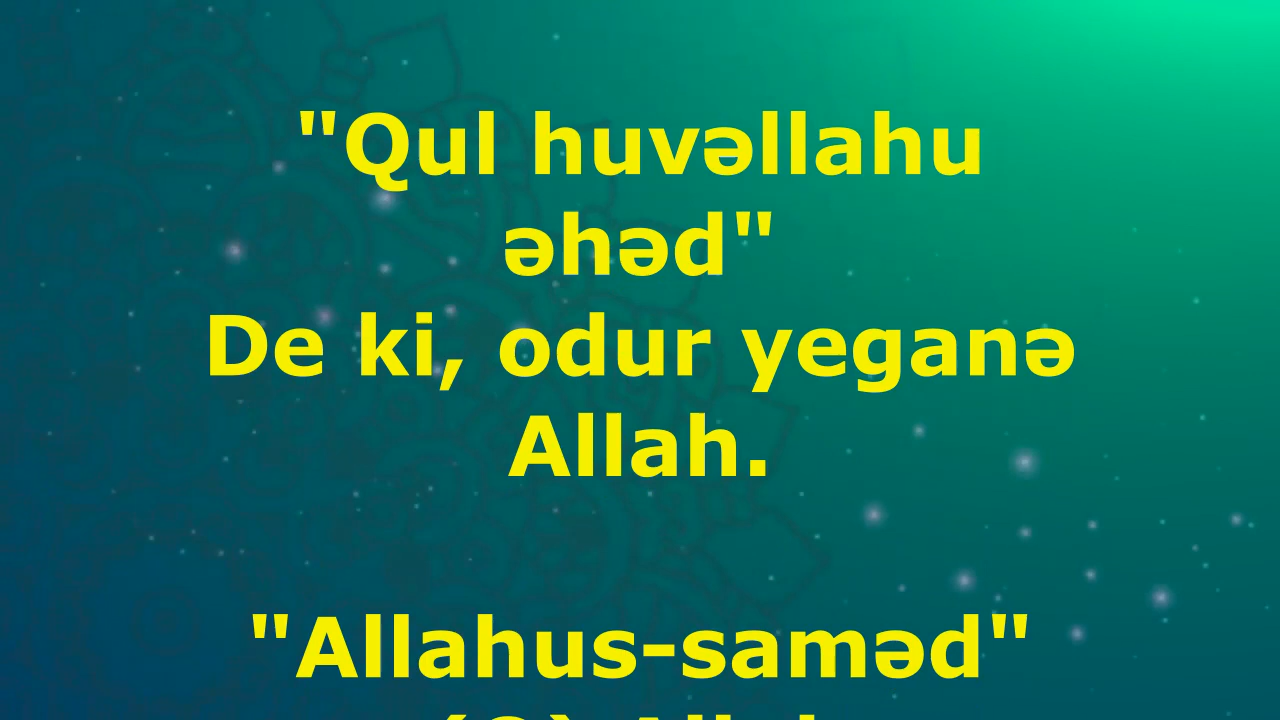 "Qul huvəllahu
əhəd"
De ki, odur yeganə
Allah.
"Allahus-saməd"